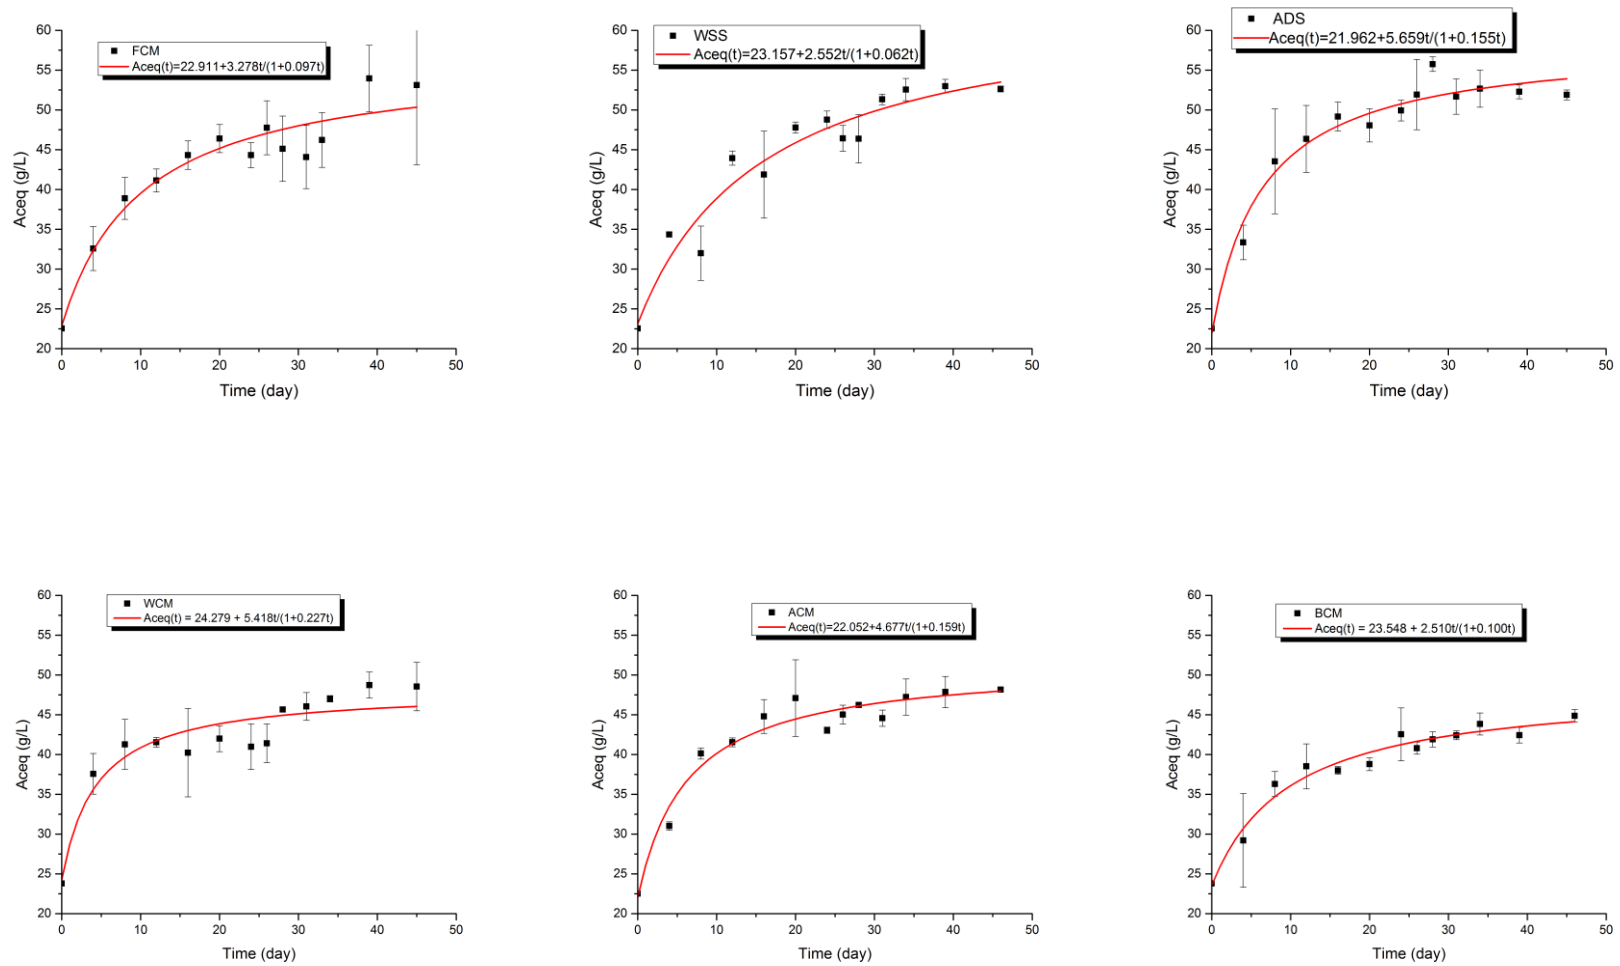 FCM
Aceq(t)=22.911+3.278t/(1+0.097t)
60
55
50
45
40
35
30
25
20
Aceq (g/L)
0 10 20 30 40 50
Time (day)
WSS
Aceq(t)=23.157+2.552t/(1+0.062t)
60
55
50
45
40
35
30
25
20
Aceq (g/L)
0 10 20 30 40 50
Time (day)
ADS
Aceq(t)=21.962+5.659t/(1+0.155t)
60
55
50
45
40
35
30
25
20
Aceq (g/L)
0 10 20 30 40 50
Time (day)
WCM
Aceq(t) = 24.279 + 5.418t/(1+0.227t)
60
55
50
45
40
35
30
25
20
Aceq (g/L)
0 10 20 30 40 50
Time (day)
ACM
Aceq(t)=22.052+4.677t/(1+0.159t)
60
55
50
45
40
35
30
25
20
Aceq (g/L)
0 10 20 30 40 50
Time (day)
BCM
Aceq(t) = 23.548 + 2.510t/(1+0.100t)
60
55
50
45
40
35
30
25
20
Aceq (g/L)
0 10 20 30 40 50
Time (day)